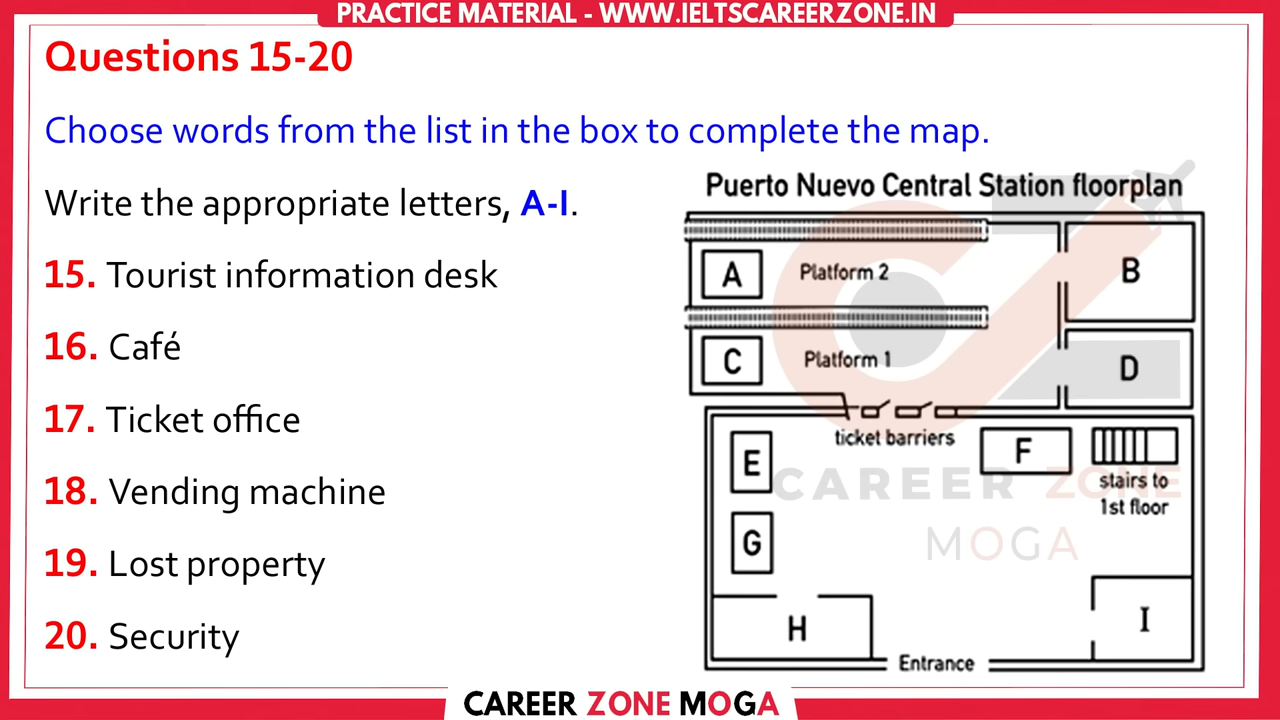 PRACTICE MATERIAL - WWW.IELTSCAREERZONE.IN
Questions 15-20
Choose words from the list in the box to complete the map.
Write the appropriate letters, A-I.
15. Tourist information desk
16. Café
17. Ticket office
18. Vending machine
19. Lost property
20. Security
Puerto Nuevo Central Station floorplan
A
Platform 2
B
C
Platform 1
D
ticket barriers
E
F
stairs to
1st floor
CAREER ZONE
MOGA
G
H
I
Entrance
CAREER ZONE MOGA